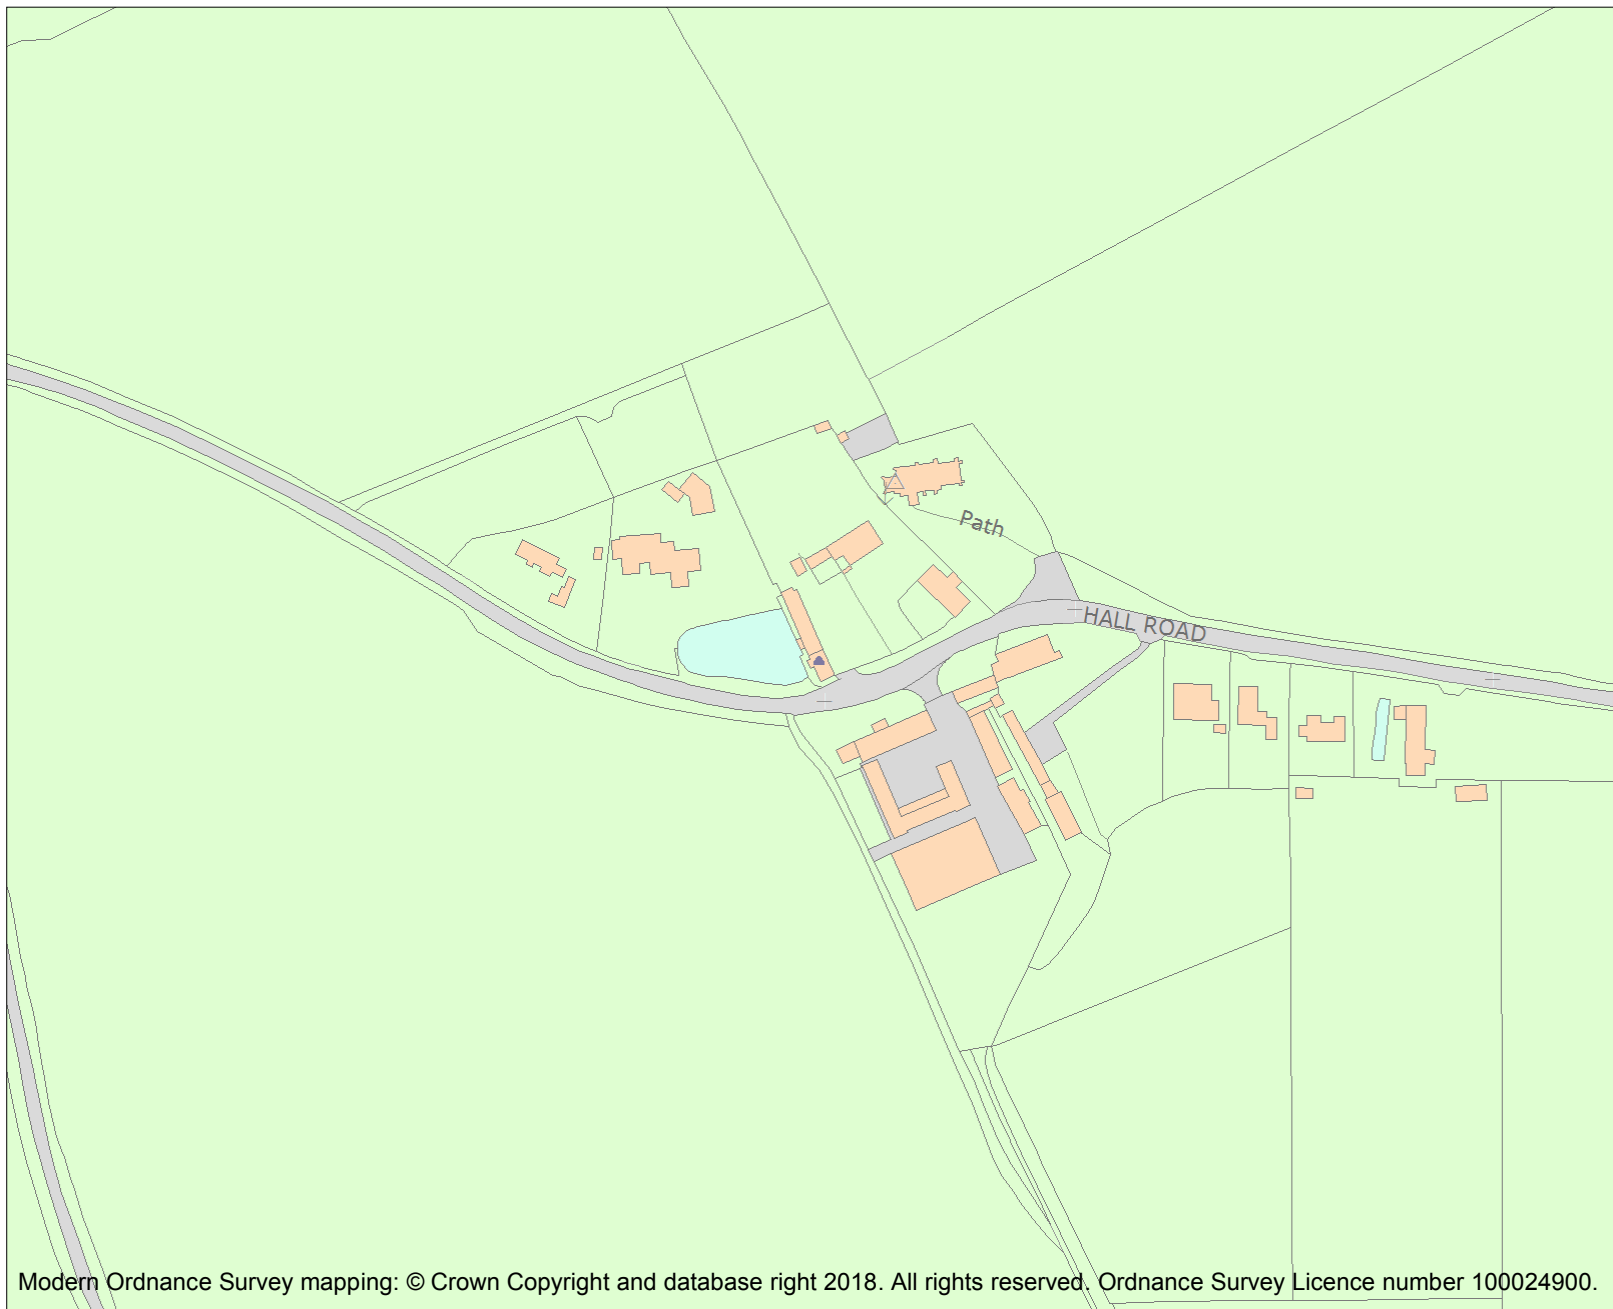 Path
HALL ROAD
Modern Ordnance Survey mapping: © Crown Copyright and database right 2018. All rights reserved. Ordnance Survey Licence number 100024900.